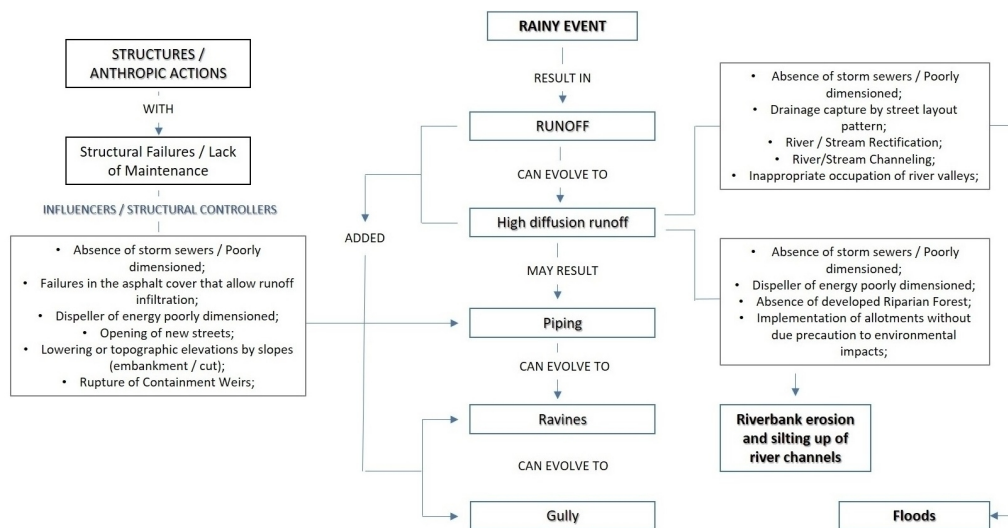 STRUCTURES /
ANTHROPIC ACTIONS
WITH
Structural Failures / Lack
of Maintenance
INFLUENCERS / STRUCTURAL CONTROLLERS
• Absence of storm sewers / Poorly
dimensioned;
• Failures in the asphalt cover that allow runoff
infiltration;
• Dispeller of energy poorly dimensioned;
• Opening of new streets;
• Lowering or topographic elevations by slopes
(embankment / cut);
• Rupture of Containment Weirs;
ADDED
RAINY EVENT
RESULT IN
RUNOFF
CAN EVOLVE TO
High diffusion runoff
MAY RESULT
Piping
CAN EVOLVE TO
Ravines
CAN EVOLVE TO
Gully
• Absence of storm sewers / Poorly
dimensioned;
• Drainage capture by street layout
pattern;
• River / Stream Rectification;
• River/Stream Channeling;
• Inappropriate occupation of river valleys;
• Absence of storm sewers / Poorly
dimensioned;
• Dispeller of energy poorly dimensioned;
• Absence of developed Riparian Forest;
• Implementation of allotments without
due precaution to environmental
impacts;
Riverbank erosion
and silting up of
river channels
Floods